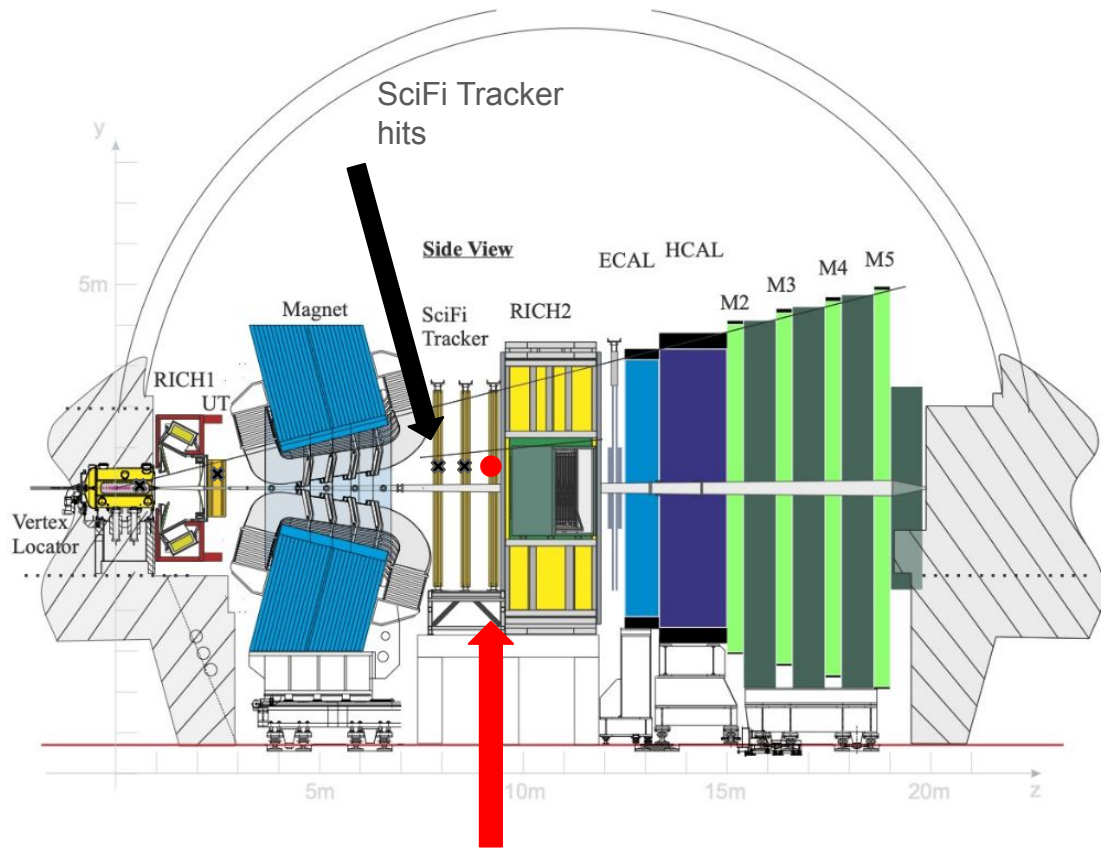 SciFi Tracker
hits
y
Side View
ECAL
HCAL
M5
M4
M3
M2
5m
Magnet
SciFi
Tracker
RICH2
RICH1
UT
Vertex
Locator
5m
10m
15m
20m
z